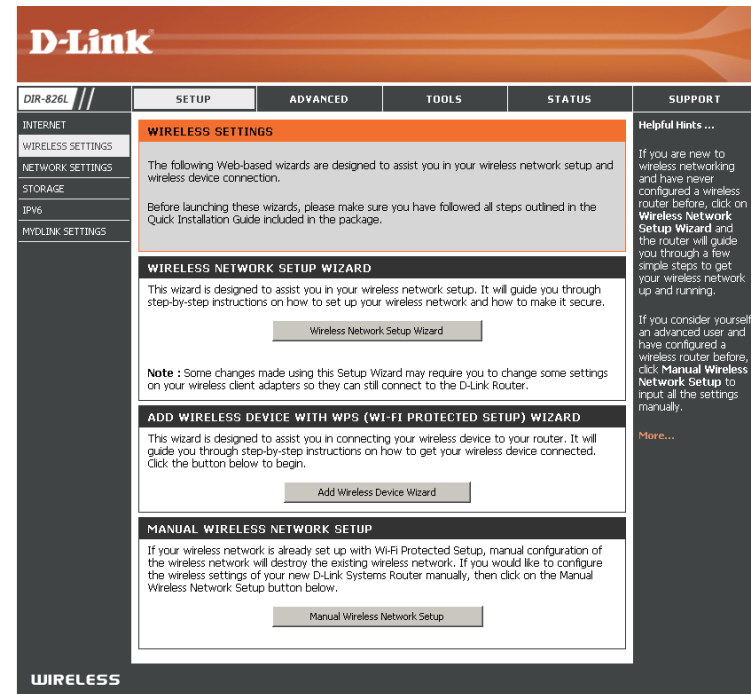 D-Link
DIR-826L //
SETUP
ADVANCED
TOOLS
STATUS
SUPPORT
INTERNET
WIRELESS SETTINGS
NETWORK SETTINGS
STORAGE
IPV6
MYDLINK SETTINGS
WIRELESS SETTINGS
The following Web-based wizards are designed to assist you in your wireless network setup and
wireless device connection.
Before launching these wizards, please make sure you have followed all steps outlined in the
Quick Installation Guide included in the package.
WIRELESS NETWORK SETUP WIZARD
This wizard is designed to assist you in your wireless network setup. It will guide you through
step-by-step instructions on how to set up your wireless network and how to make it secure.
Wireless Network Setup Wizard
Note : Some changes made using this Setup Wizard may require you to change some settings
on your wireless client adapters so they can still connect to the D-Link Router.
ADD WIRELESS DEVICE WITH WPS (WI-FI PROTECTED SETUP) WIZARD
This wizard is designed to assist you in connecting your wireless device to your router. It will
guide you through step-by-step instructions on how to get your wireless device connected.
Click the button below to begin.
Add Wireless Device Wizard
MANUAL WIRELESS NETWORK SETUP
If your wireless network is already set up with Wi-Fi Protected Setup, manual confguration of
the wireless network will destroy the existing wireless network. If you would like to configure
the wireless settings of your new D-Link Systems Router manually, then click on the Manual
Wireless Network Setup button below.
Manual Wireless Network Setup
Helpful Hints ...
If you are new to
wireless networking
and have never
configured a wireless
router before, click on
Wireless Network
Setup Wizard and
the router will guide
you through a few
simple steps to get
your wireless network
up and running.
If you consider yourself
an advanced user and
have configured a
wireless router before,
click Manual Wireless
Network Setup to
input all the settings
manually.
More...
WIRELESS